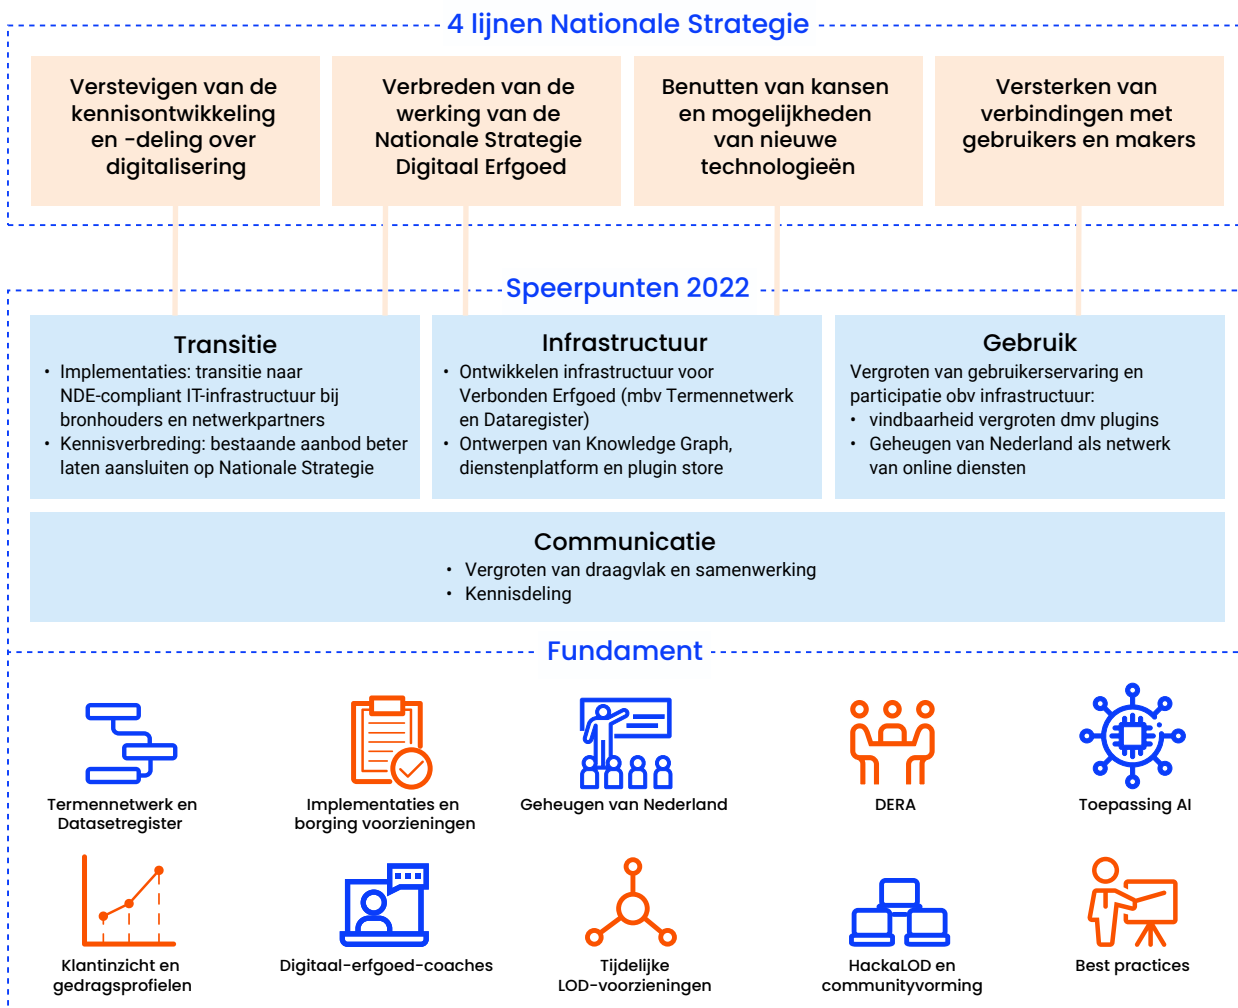 4 lijnen Nationale Strategie
Verstevigen van de
kennisontwikkeling
en -deling over
digitalisering
Verbreden van de
werking van de
Nationale Strategie
Digitaal Erfgoed
Benutten van kansen
en mogelijkheden
van nieuwe
technologieën
Versterken van
verbindingen met
gebruikers en makers
Speerpunten 2022
Transitie
• Implementaties: transitie naar
NDE-compliant IT-infrastructuur bij
bronhouders en netwerkpartners
• Kennisverbreding: bestaande aanbod beter
laten aansluiten op Nationale Strategie
Infrastructuur
• Ontwikkelen infrastructuur voor
Verbonden Erfgoed (mbv Termennetwerk
en Dataregister)
• Ontwerpen van Knowledge Graph,
dienstenplatform en plugin store
Gebruik
Vergroten van gebruikerservaring en
participatie obv infrastructuur:
• vindbaarheid vergroten dmv plugins
• Geheugen van Nederland als netwerk
van online diensten
Communicatie
• Vergroten van draagvlak en samenwerking
• Kennisdeling
Fundament
Termennetwerk en
Datasetregister
Implementaties en
borging voorzieningen
Geheugen van Nederland
DERA
Toepassing AI
Klantinzicht en
gedragsprofielen
Digitaal-erfgoed-coaches
Tijdelijke
LOD-voorzieningen
HackaLOD en
communityvorming
Best practices